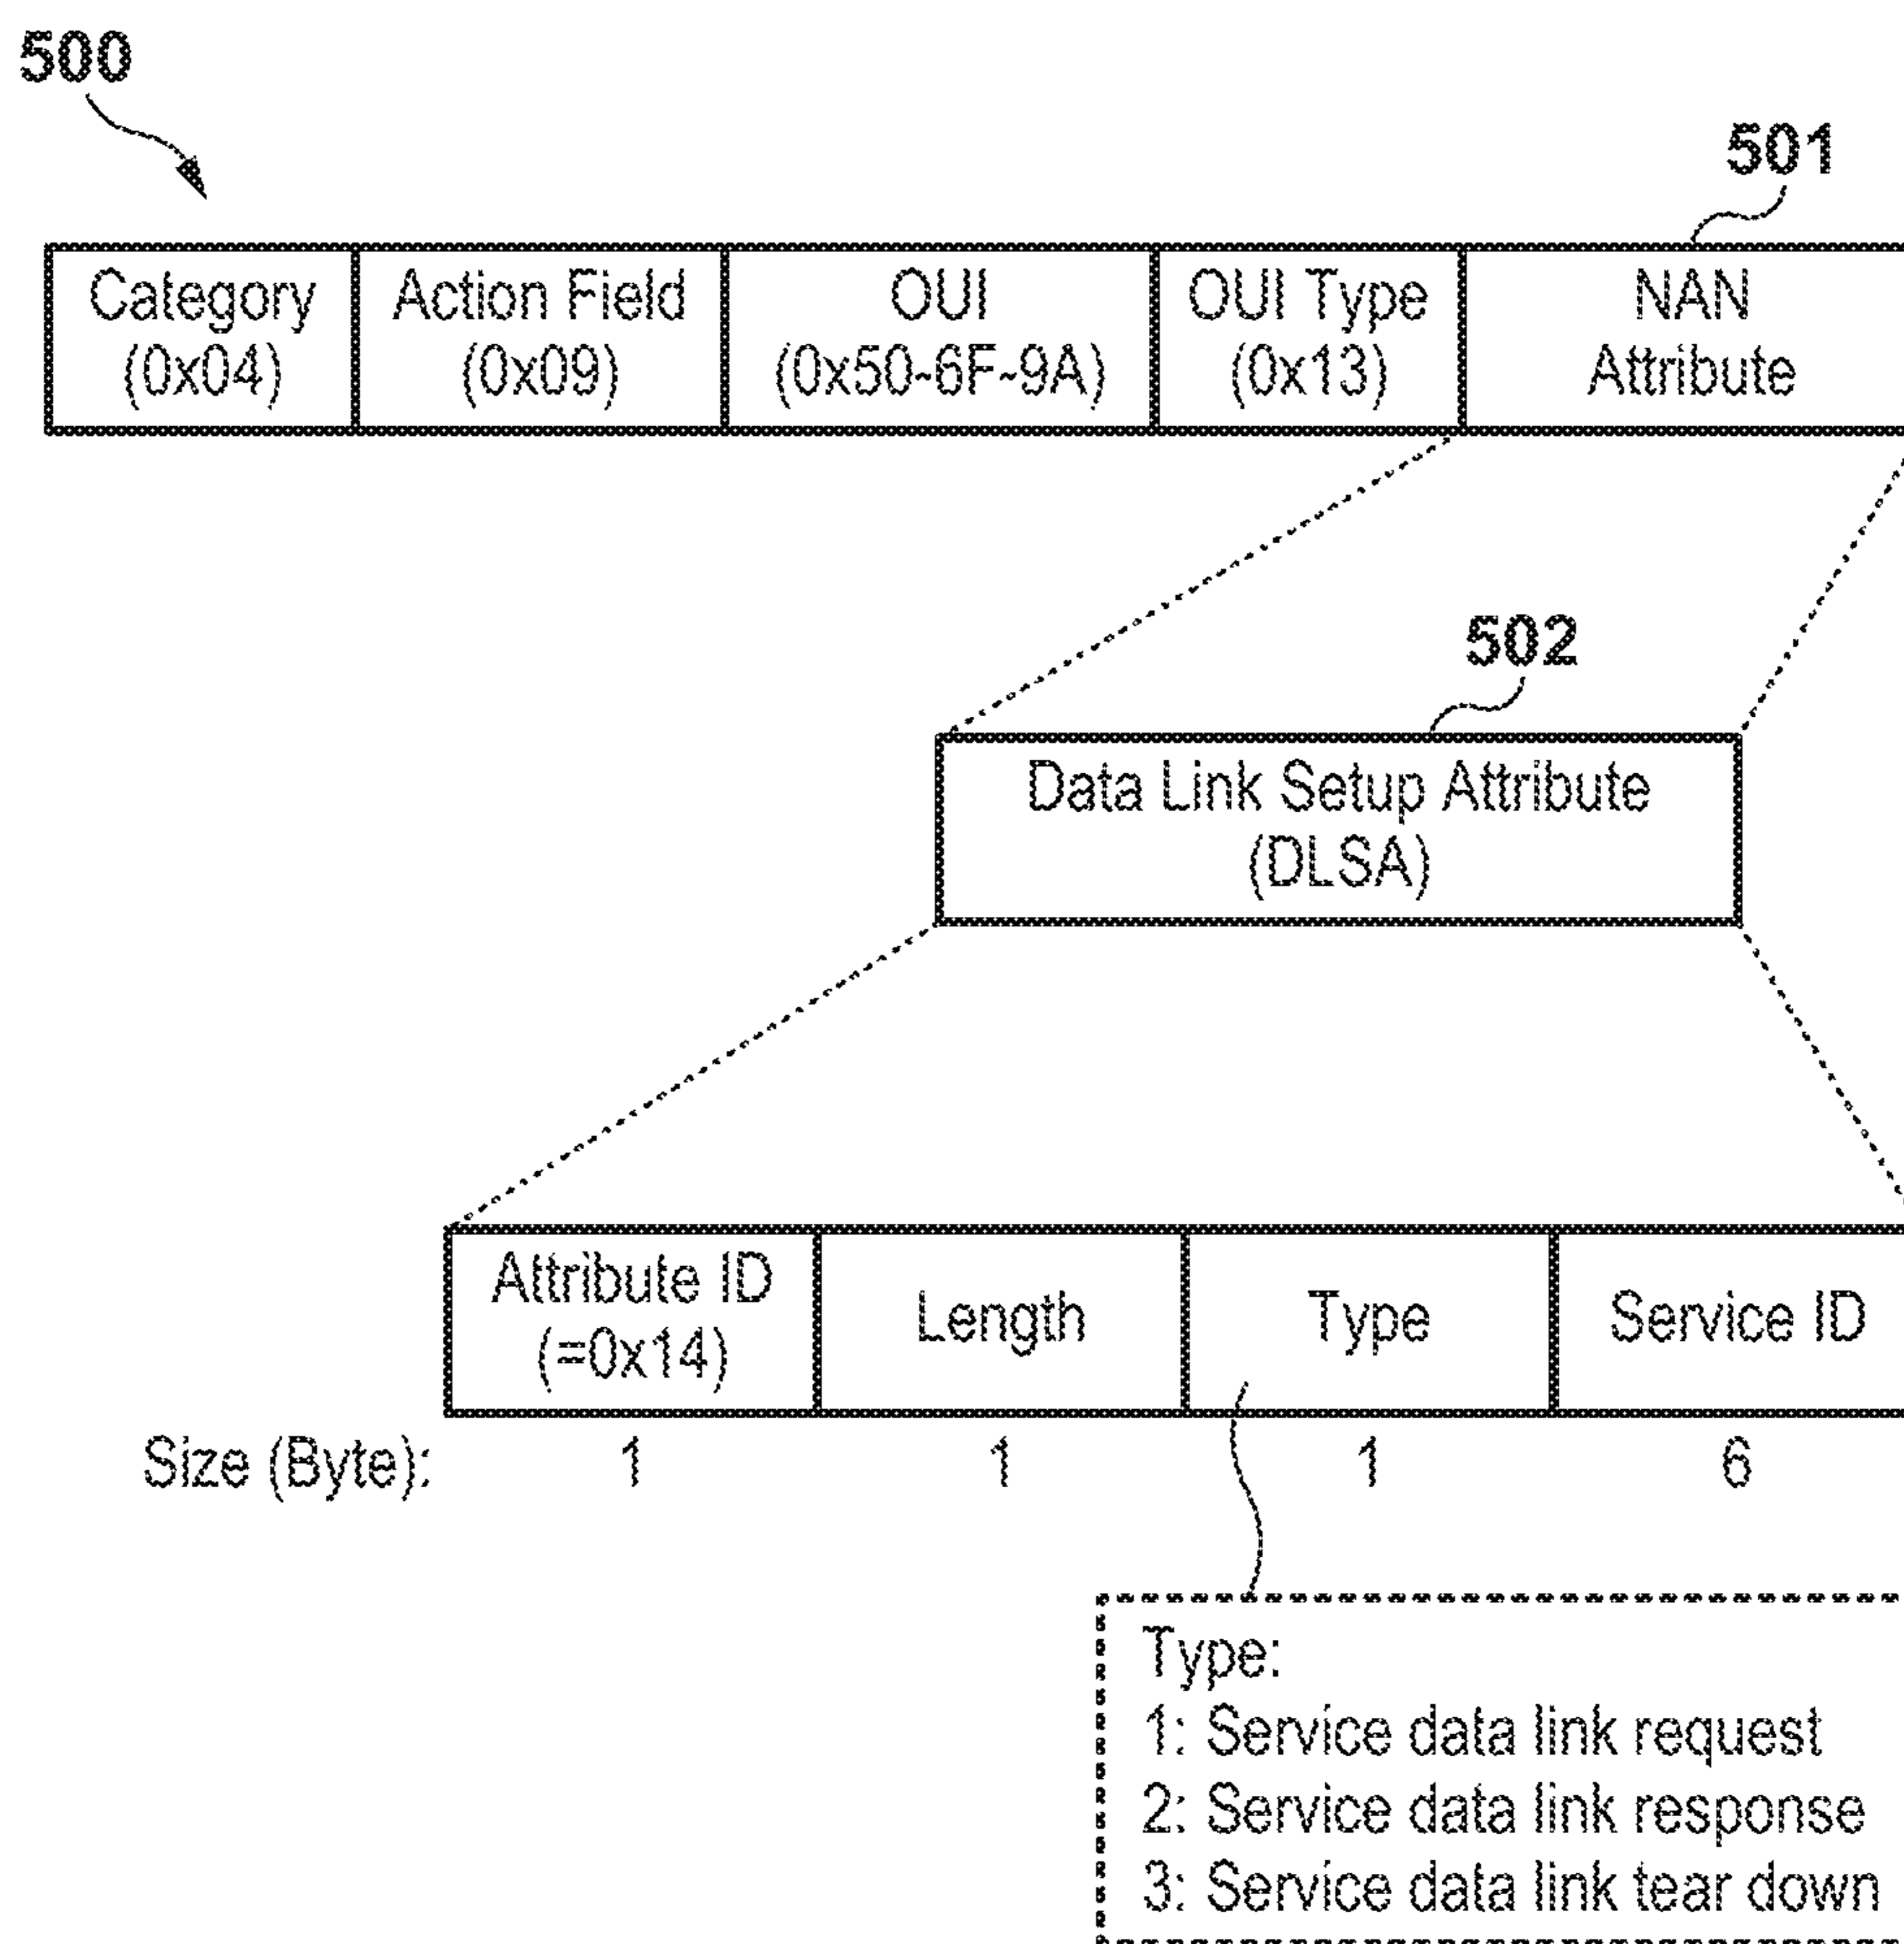 500
501
Category
(0x04)
Action Field
(0x09)
OUI
(0x50-6F-9A)
OUI Type
(0x13)
NAN
Attribute
502
Data Link Setup Attribute
(DLSA)
Attribute ID
(=0x14)
Length
Type
Service ID
Size (Byte): 1 1 1 6
Type:
1: Service data link request
2: Service data link response
3: Service data link tear down